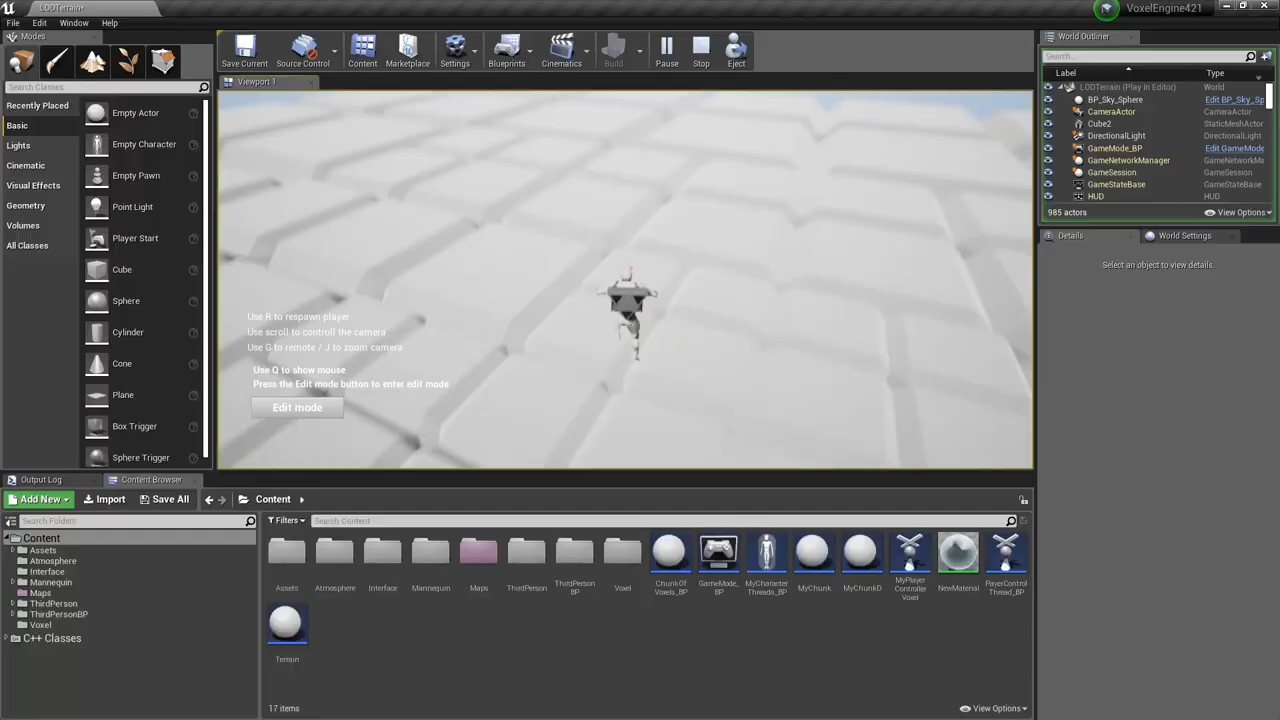 LODTerrain*
VoxelEngine421
File Edit Window Help
Modes
Search Classes
Recently Placed
Basic
Lights
Cinematic
Visual Effects
Geometry
Volumes
All Classes
Empty Actor
Empty Character
Empty Pawn
Point Light
Player Start
Cube
Sphere
Cylinder
Cone
Plane
Box Trigger
Sphere Trigger
Save Current
Source Control
Content
Marketplace
Settings
Blueprints
Cinematics
Build
Pause
Stop
Eject
Viewport 1
Use R to respawn player
Use scroll to controll the camera
Use G to remote / J to zoom camera
Use Q to show mouse
Press the Edit mode button to enter edit mode
Edit mode
World Outliner
Search...
Label Type
LODTerrain (Play In Editor) World
BP_Sky_Sphere Edit BP_Sky_Sp
CameraActor CameraActor
Cube2 StaticMeshActor
DirectionalLight DirectionalLight
GameMode_BP Edit GameMode
GameNetworkManager GameNetworkMa
GameSession GameSession
GameStateBase GameStateBase
HUD HUD
985 actors View Options
Details World Settings
Select an object to view details.
Output Log Content Browser
Add New Import Save All Content
Search Folders
Content
Assets
Atmosphere
Interface
Mannequin
Maps
ThirdPerson
ThirdPersonBP
Voxel
C++ Classes
Filters Search Content
Assets
Atmosphere
Interface
Mannequin
Maps
ThirdPerson
ThirdPerson
BP
Voxel
ChunkOf
Voxels_BP
GameMode_
BP
MyCharacter
Threads_BP
MyChunk
MyChunkD
MyPlayer
Controller
Voxel
NewMaterial
PayerControl
Thread_BP
Terrain
17 items View Options